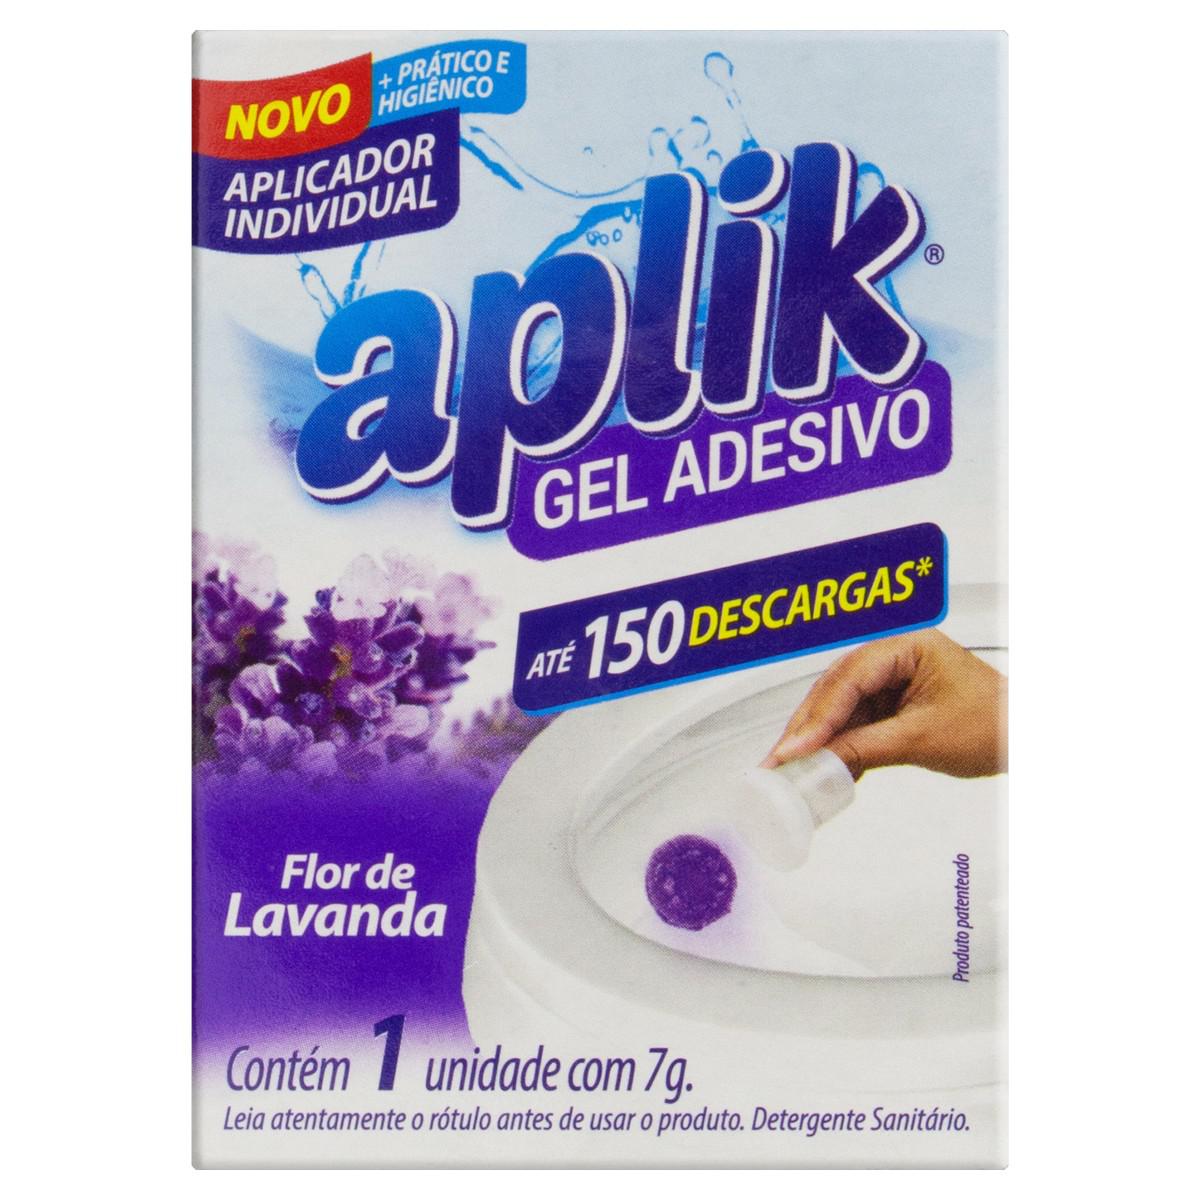 NOVO
+ PRÁTICO E
HIGIÊNICO
APLICADOR
INDIVIDUAL
aplik®
GEL ADESIVO
ATÉ 150 DESCARGAS*
Flor de
Lavanda
Produto patenteado
Contém 1 unidade com 7g.
Leia atentamente o rótulo antes de usar o produto. Detergente Sanitário.